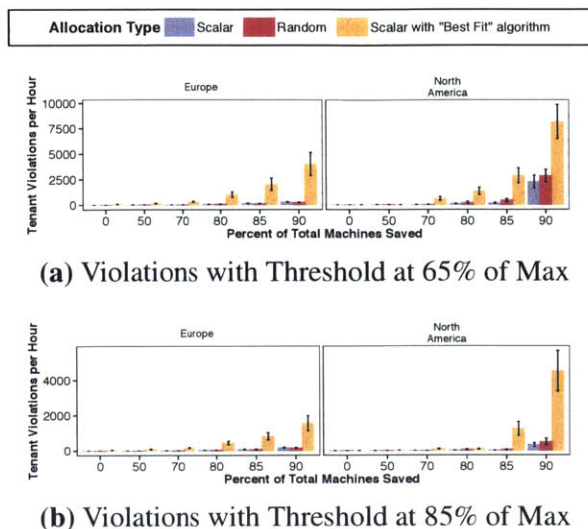 Allocation Type Scalar Random Scalar with "Best Fit" algorithm
Europe
North
America
Tenant Violations per Hour
10000
7500
5000
2500
0
0 50 70 80 85 90 0 50 70 80 85 90
Percent of Total Machines Saved
(a) Violations with Threshold at 65% of Max
Europe
North
America
Tenant Violations per Hour
4000
2000
0
0 50 70 80 85 90 0 50 70 80 85 90
Percent of Total Machines Saved
(b) Violations with Threshold at 85% of Max